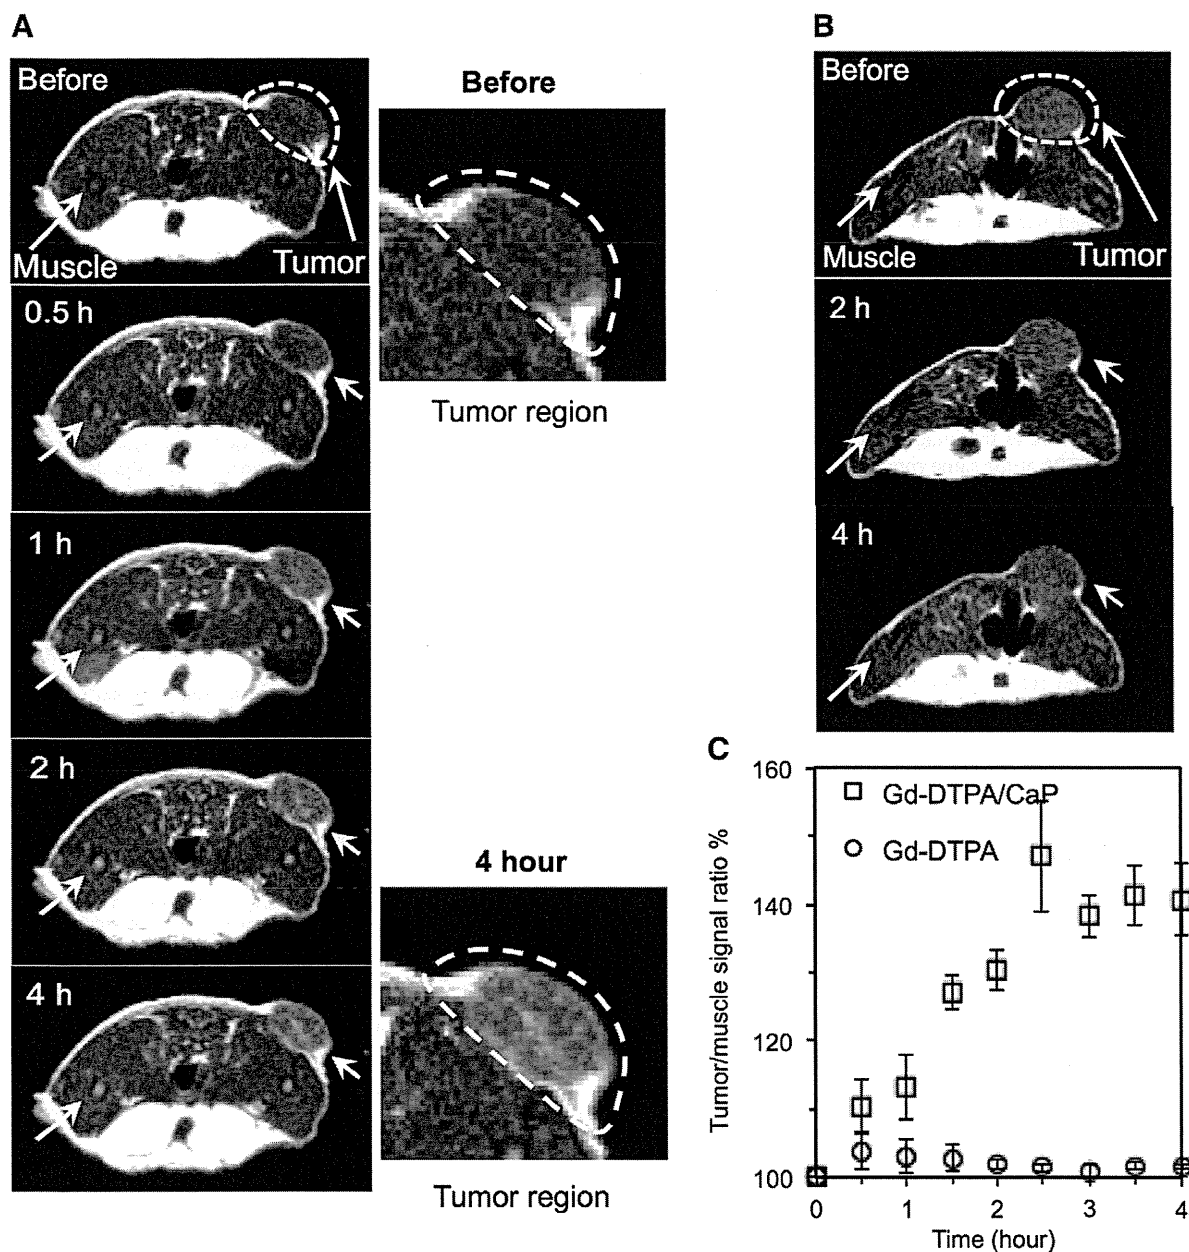 A
Before
Muscle
Tumor
0.5 h
1 h
2 h
4 h
Before
Tumor region
4 hour
Tumor region
B
Before
Muscle
Tumor
2 h
4 h
C
Tumor/muscle signal ratio %
160
140
120
100
Gd-DTPA/CaP
Gd-DTPA
0 1 2 3 4
Time (hour)